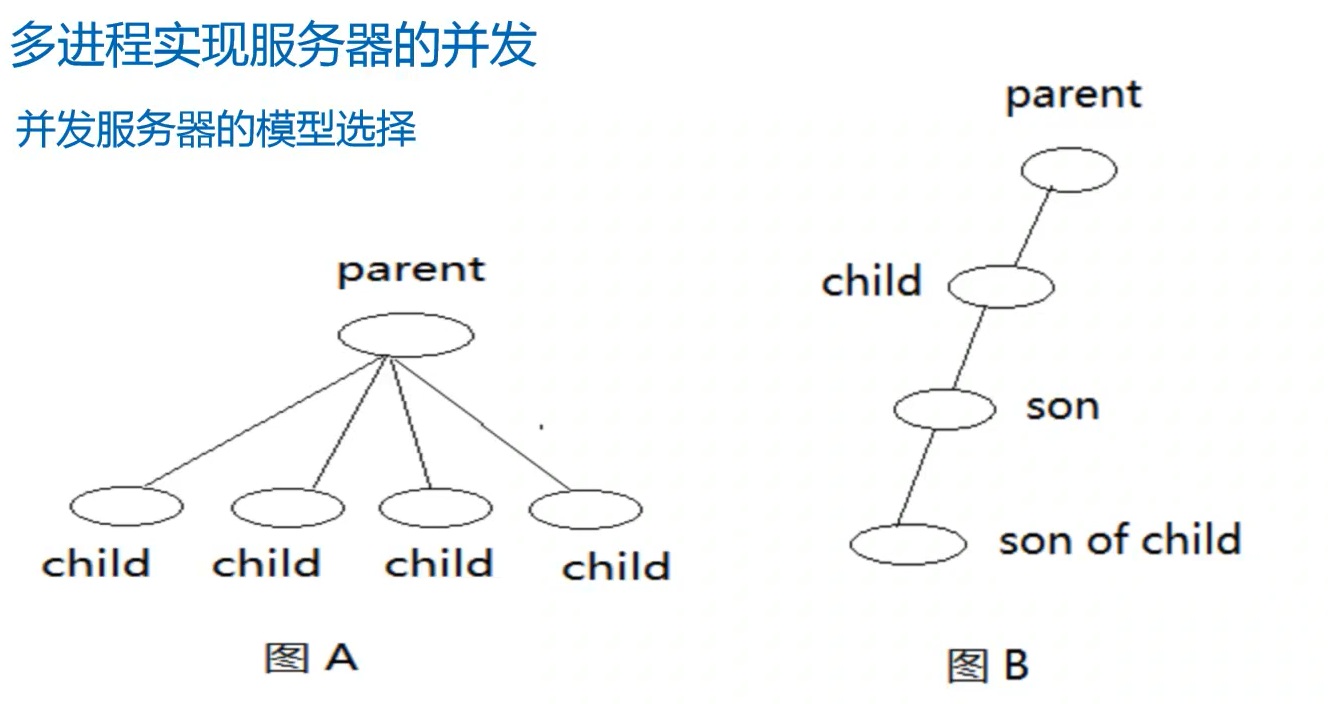 多进程实现服务器的并发
并发服务器的模型选择
parent
child child child child
图 A
parent
child
son
son of child
图 B